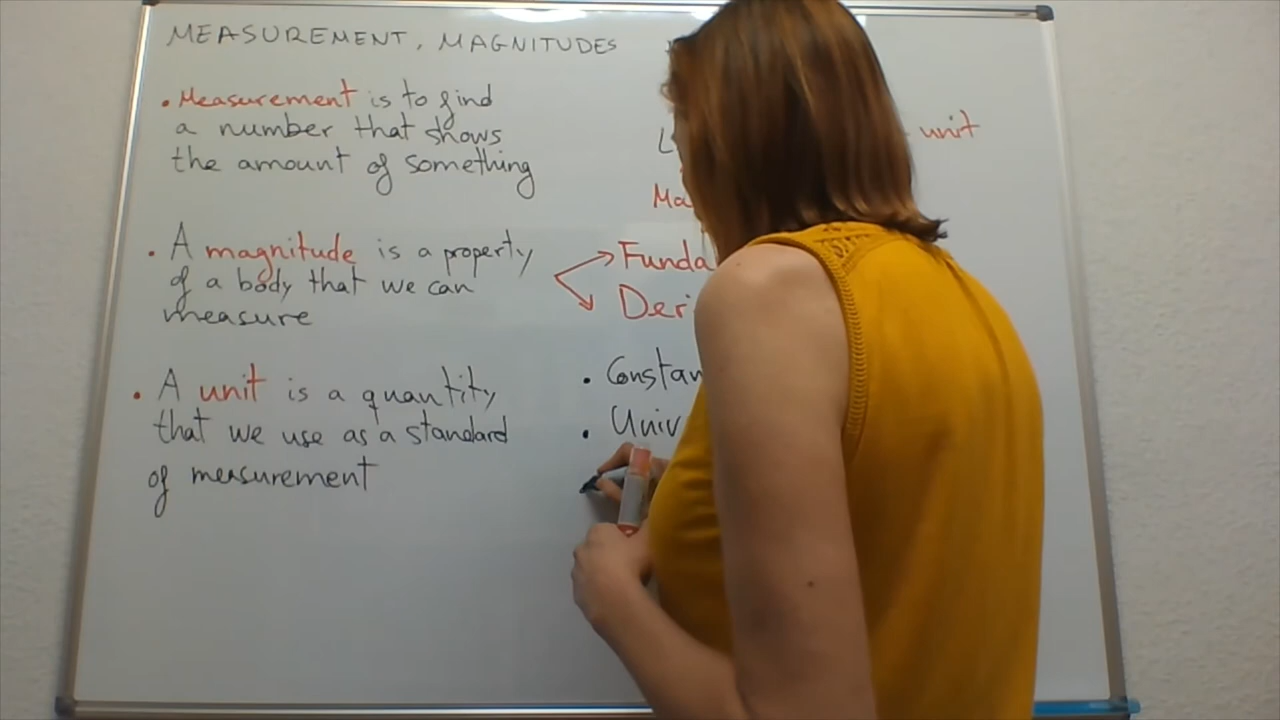 MEASUREMENT, MAGNITUDES
• Measurement is to find
a number that shows
the amount of something
• A magnitude is a property
of a body that we can
measure
• A unit is a quantity
that we use as a standard
of measurement
unit
•
•